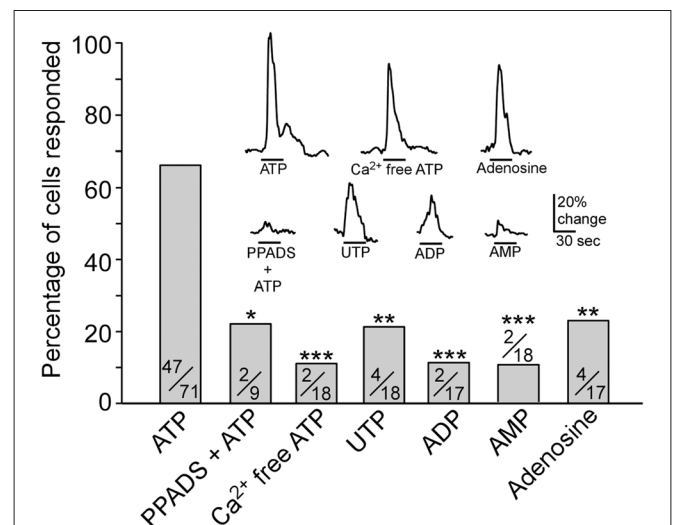 Percentage of cells responded
100
80
60
40
20
0
ATP
Ca2+ free ATP
Adenosine
PPADS
+
ATP
UTP
ADP
AMP
20%
change
30 sec
47/71
*
2/9
***
2/18
**
4/18
***
2/17
***
2/18
**
4/17
ATP
PPADS + ATP
Ca2+ free ATP
UTP
ADP
AMP
Adenosine